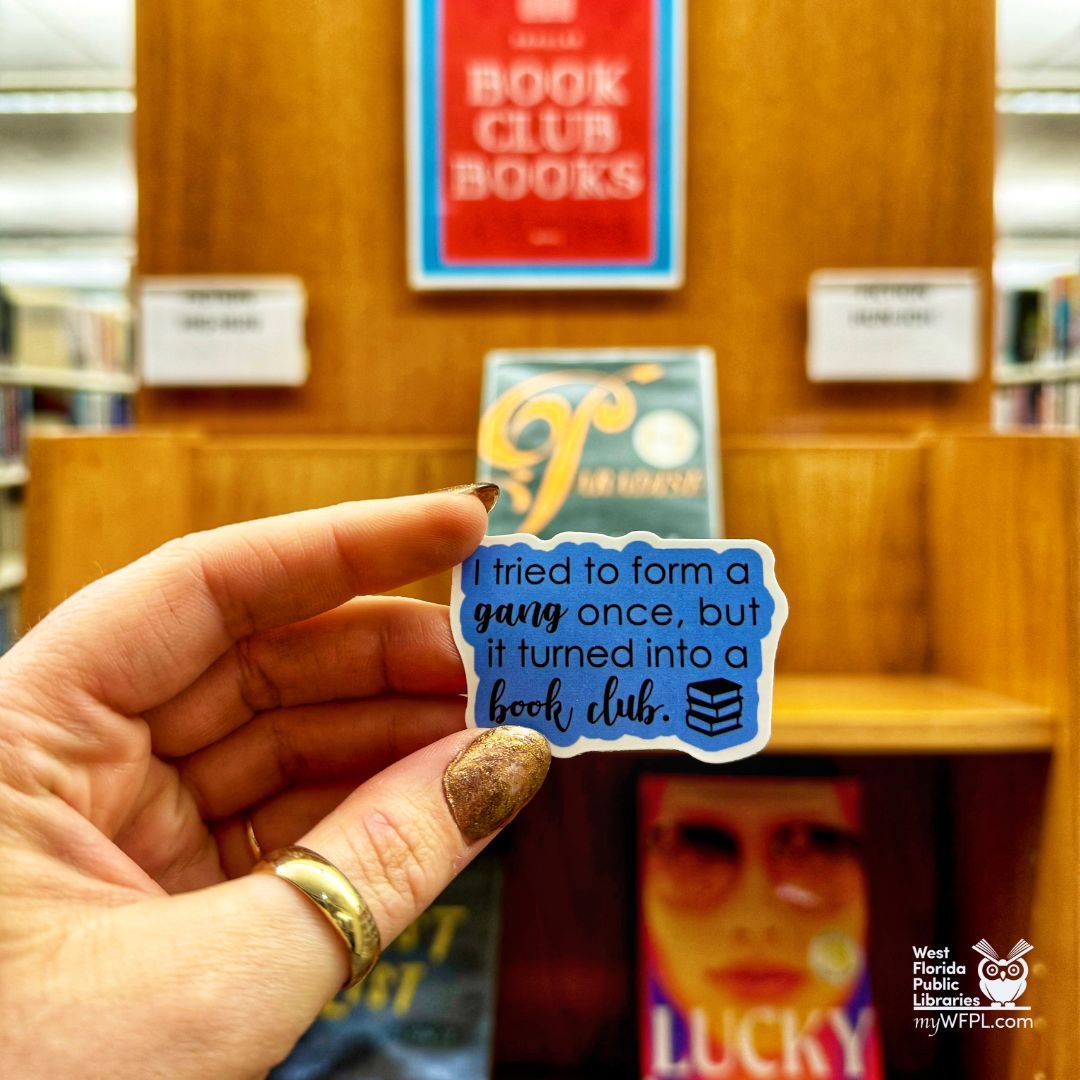 BOOK
CLUB
BOOKS
PARADISE
I tried to form a
gang once, but
it turned into a
book club.
LUCKY
West
Florida
Public
Libraries
myWFPL.com